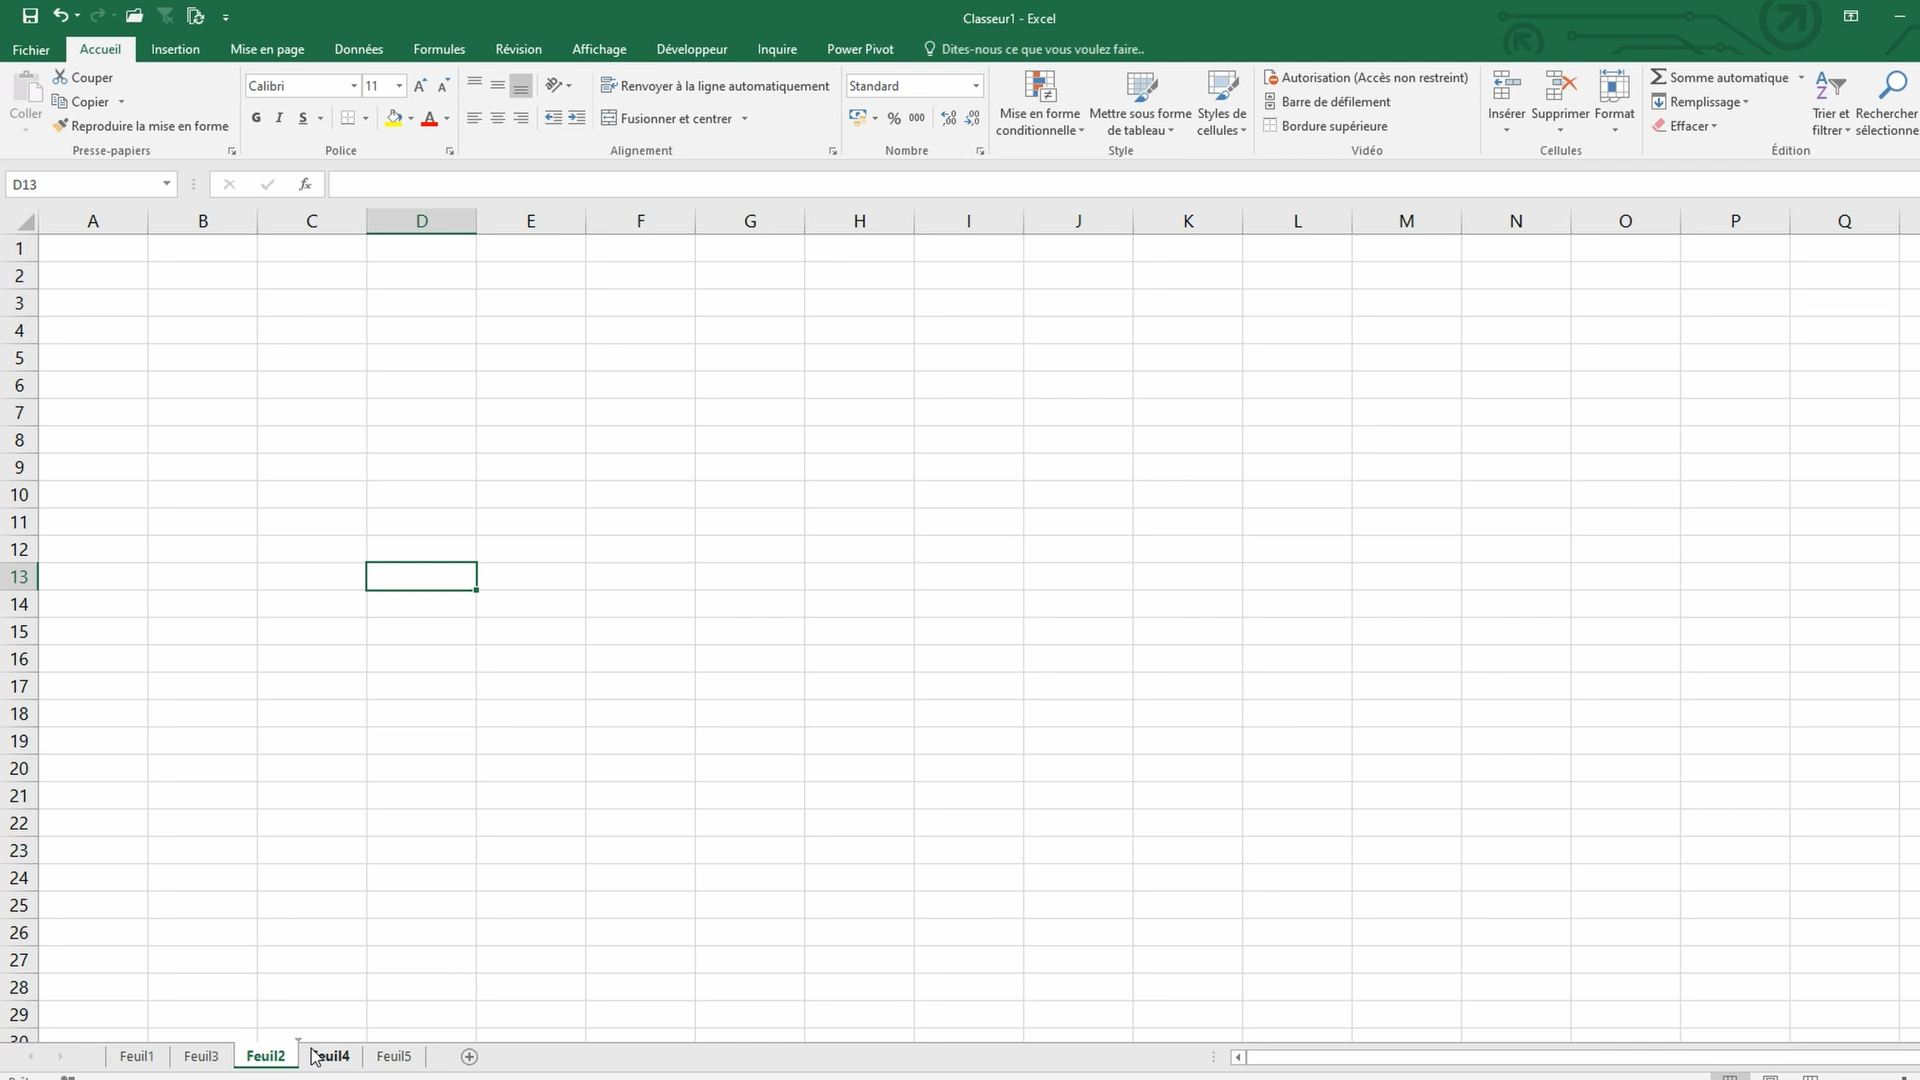 Classeur1 - Excel
Fichier Accueil Insertion Mise en page Données Formules Révision Affichage Développeur Inquire Power Pivot Dites-nous ce que vous voulez faire..
Couper
Copier
Reproduire la mise en forme
Coller
Presse-papiers
Calibri 11
G I S A
Police
Renvoyer à la ligne automatiquement
Fusionner et centrer
Alignement
Standard
% 000
Nombre
Mise en forme conditionnelle
Mettre sous forme de tableau
Styles de cellules
Style
Autorisation (Accès non restreint)
Barre de défilement
Bordure supérieure
Vidéo
Insérer Supprimer Format
Cellules
Somme automatique
Remplissage
Effacer
Trier et filtrer
Rechercher
sélectionne
Édition
D13 fx
A B C D E F G H I J K L M N O P Q
1
2
3
4
5
6
7
8
9
10
11
12
13
14
15
16
17
18
19
20
21
22
23
24
25
26
27
28
29
30
Feuil1 Feuil3 Feuil2 Feuil4 Feuil5